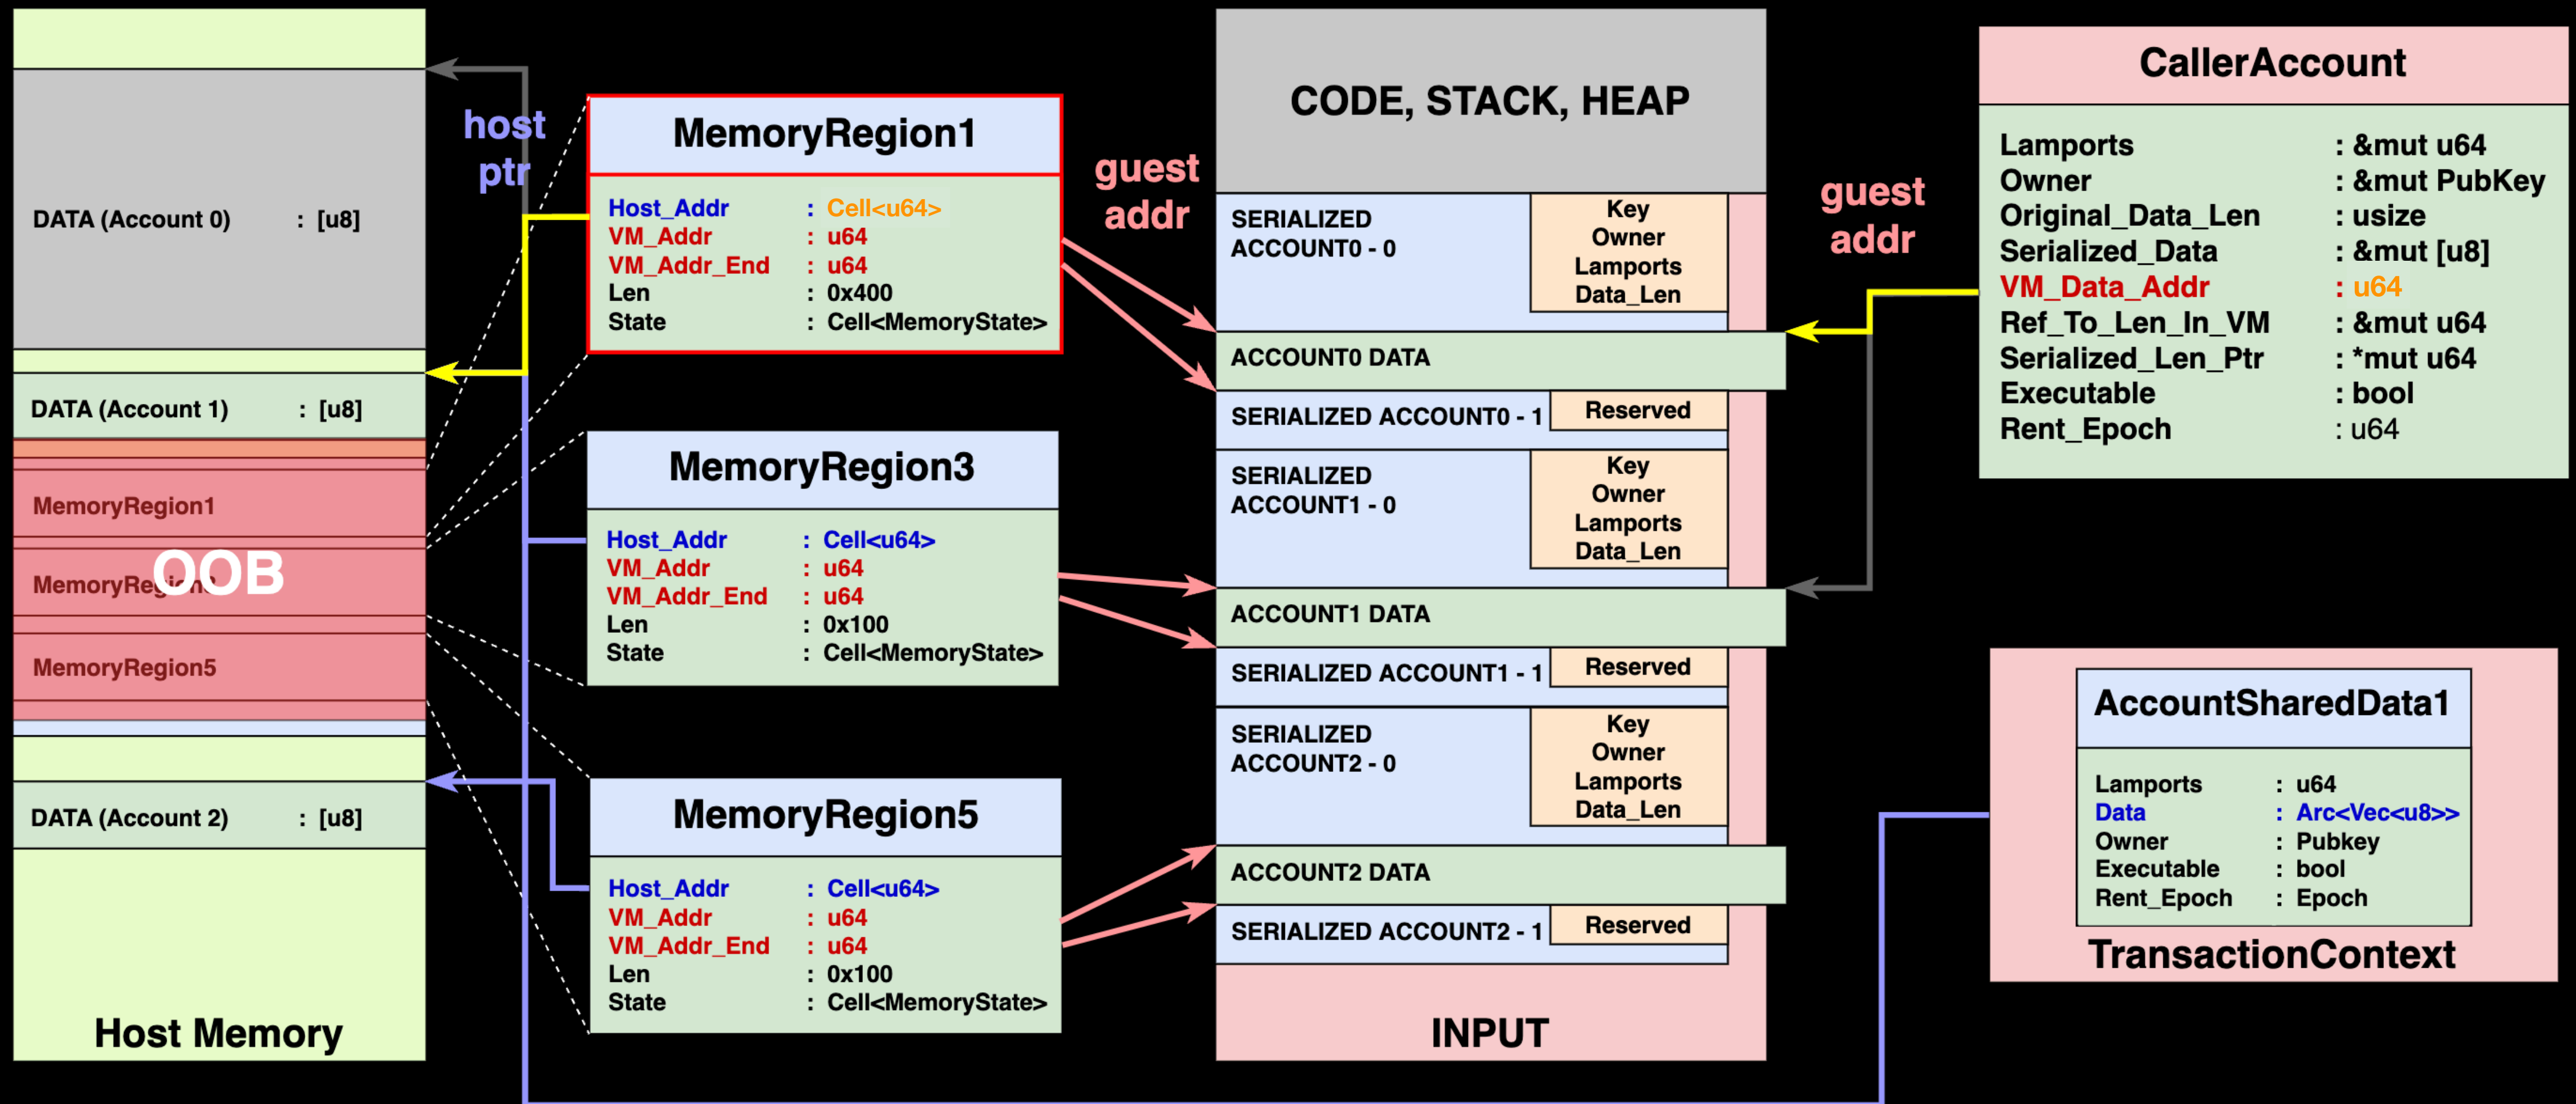 DATA (Account 0) : [u8]
DATA (Account 1) : [u8]
MemoryRegion1
OOB
MemoryRegion5
DATA (Account 2) : [u8]
Host Memory
host
ptr
MemoryRegion1
Host_Addr : Cell<u64>
VM_Addr : u64
VM_Addr_End : u64
Len : 0x400
State : Cell<MemoryState>
MemoryRegion3
Host_Addr : Cell<u64>
VM_Addr : u64
VM_Addr_End : u64
Len : 0x100
State : Cell<MemoryState>
MemoryRegion5
Host_Addr : Cell<u64>
VM_Addr : u64
VM_Addr_End : u64
Len : 0x100
State : Cell<MemoryState>
guest
addr
CODE, STACK, HEAP
SERIALIZED
ACCOUNT0 - 0
Key
Owner
Lamports
Data_Len
ACCOUNT0 DATA
SERIALIZED ACCOUNT0 - 1
Reserved
SERIALIZED
ACCOUNT1 - 0
Key
Owner
Lamports
Data_Len
ACCOUNT1 DATA
SERIALIZED ACCOUNT1 - 1
Reserved
SERIALIZED
ACCOUNT2 - 0
Key
Owner
Lamports
Data_Len
ACCOUNT2 DATA
SERIALIZED ACCOUNT2 - 1
Reserved
INPUT
guest
addr
CallerAccount
Lamports : &mut u64
Owner : &mut PubKey
Original_Data_Len : usize
Serialized_Data : &mut [u8]
VM_Data_Addr : u64
Ref_To_Len_In_VM : &mut u64
Serialized_Len_Ptr : *mut u64
Executable : bool
Rent_Epoch : u64
AccountSharedData1
Lamports : u64
Data : Arc<Vec<u8>>
Owner : Pubkey
Executable : bool
Rent_Epoch : Epoch
TransactionContext